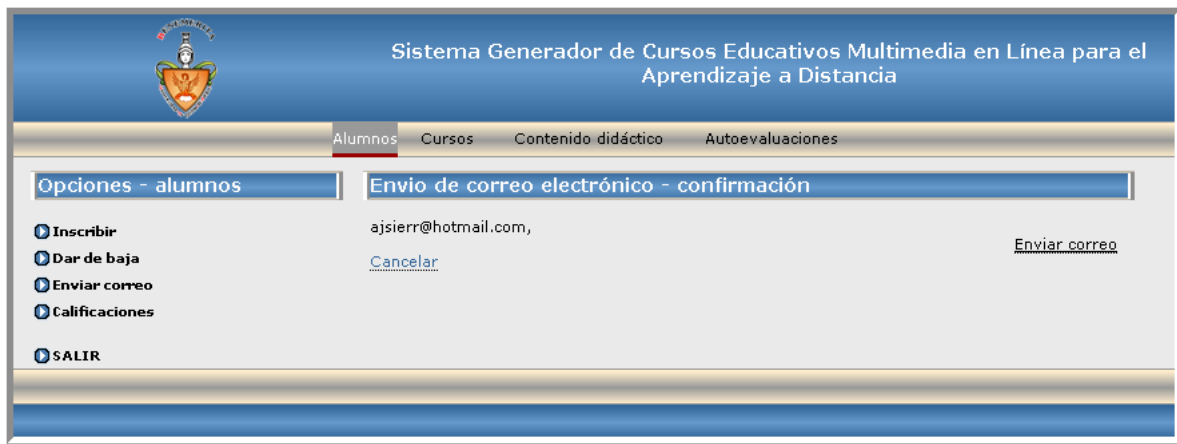 BENEMERITA
Sistema Generador de Cursos Educativos Multimedia en Línea para el
Aprendizaje a Distancia
Alumnos Cursos Contenido didáctico Autoevaluaciones
Opciones - alumnos
Inscribir
Dar de baja
Enviar correo
Calificaciones
SALIR
Envio de correo electrónico - confirmación
ajsierr@hotmail.com,
Enviar correo
Cancelar